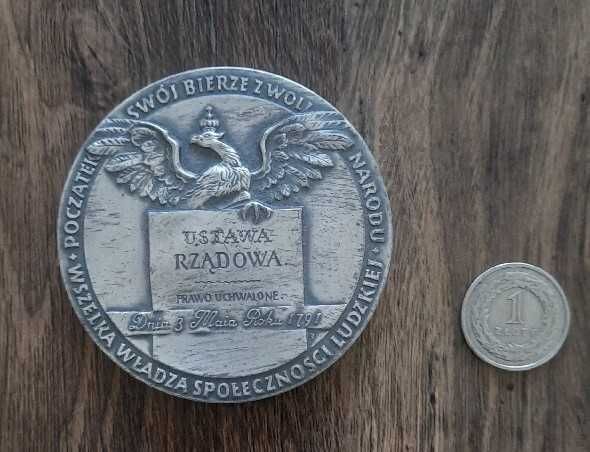 WSZELKA WŁADZA SPOŁECZNOŚCI LUDZKIEJ • POCZĄTEK SWÓJ BIERZE Z WOLI NARODU •
USTAWA
RZĄDOWA.
PRAWO UCHWALONE.
Dnia 3 Maia Roku 1791
1
ZŁOTY